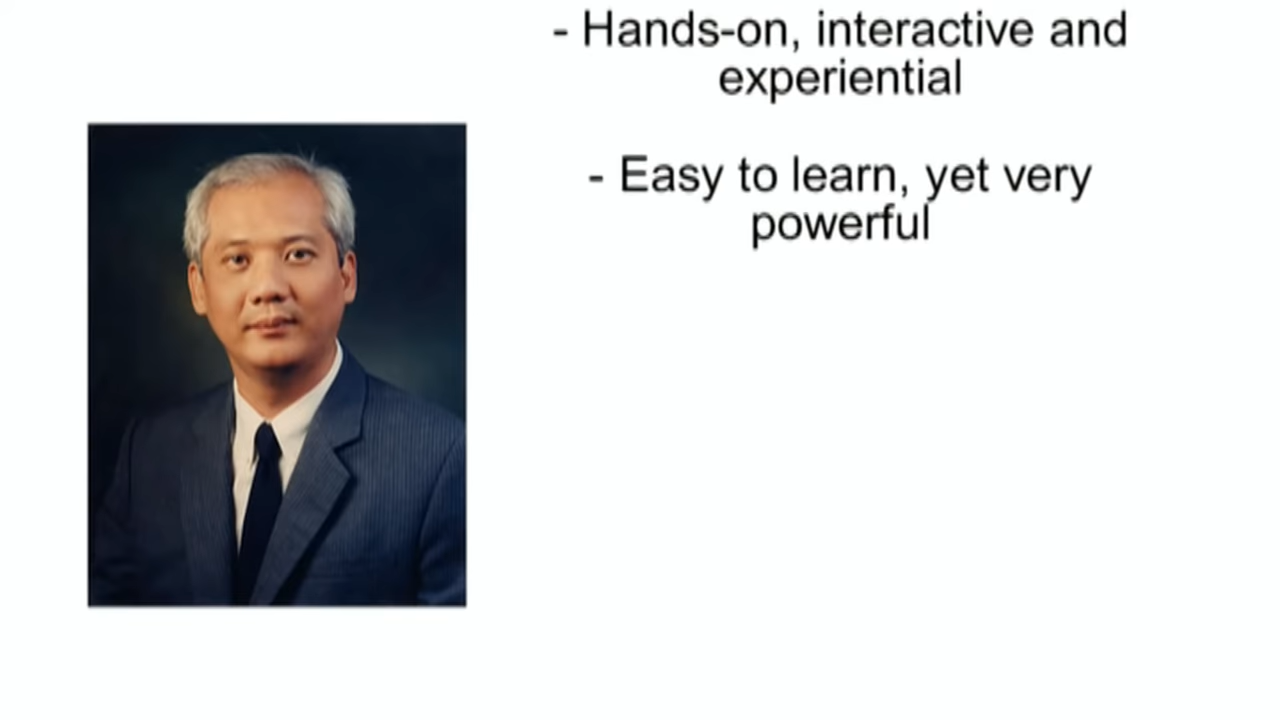 - Hands-on, interactive and
experiential
- Easy to learn, yet very
powerful